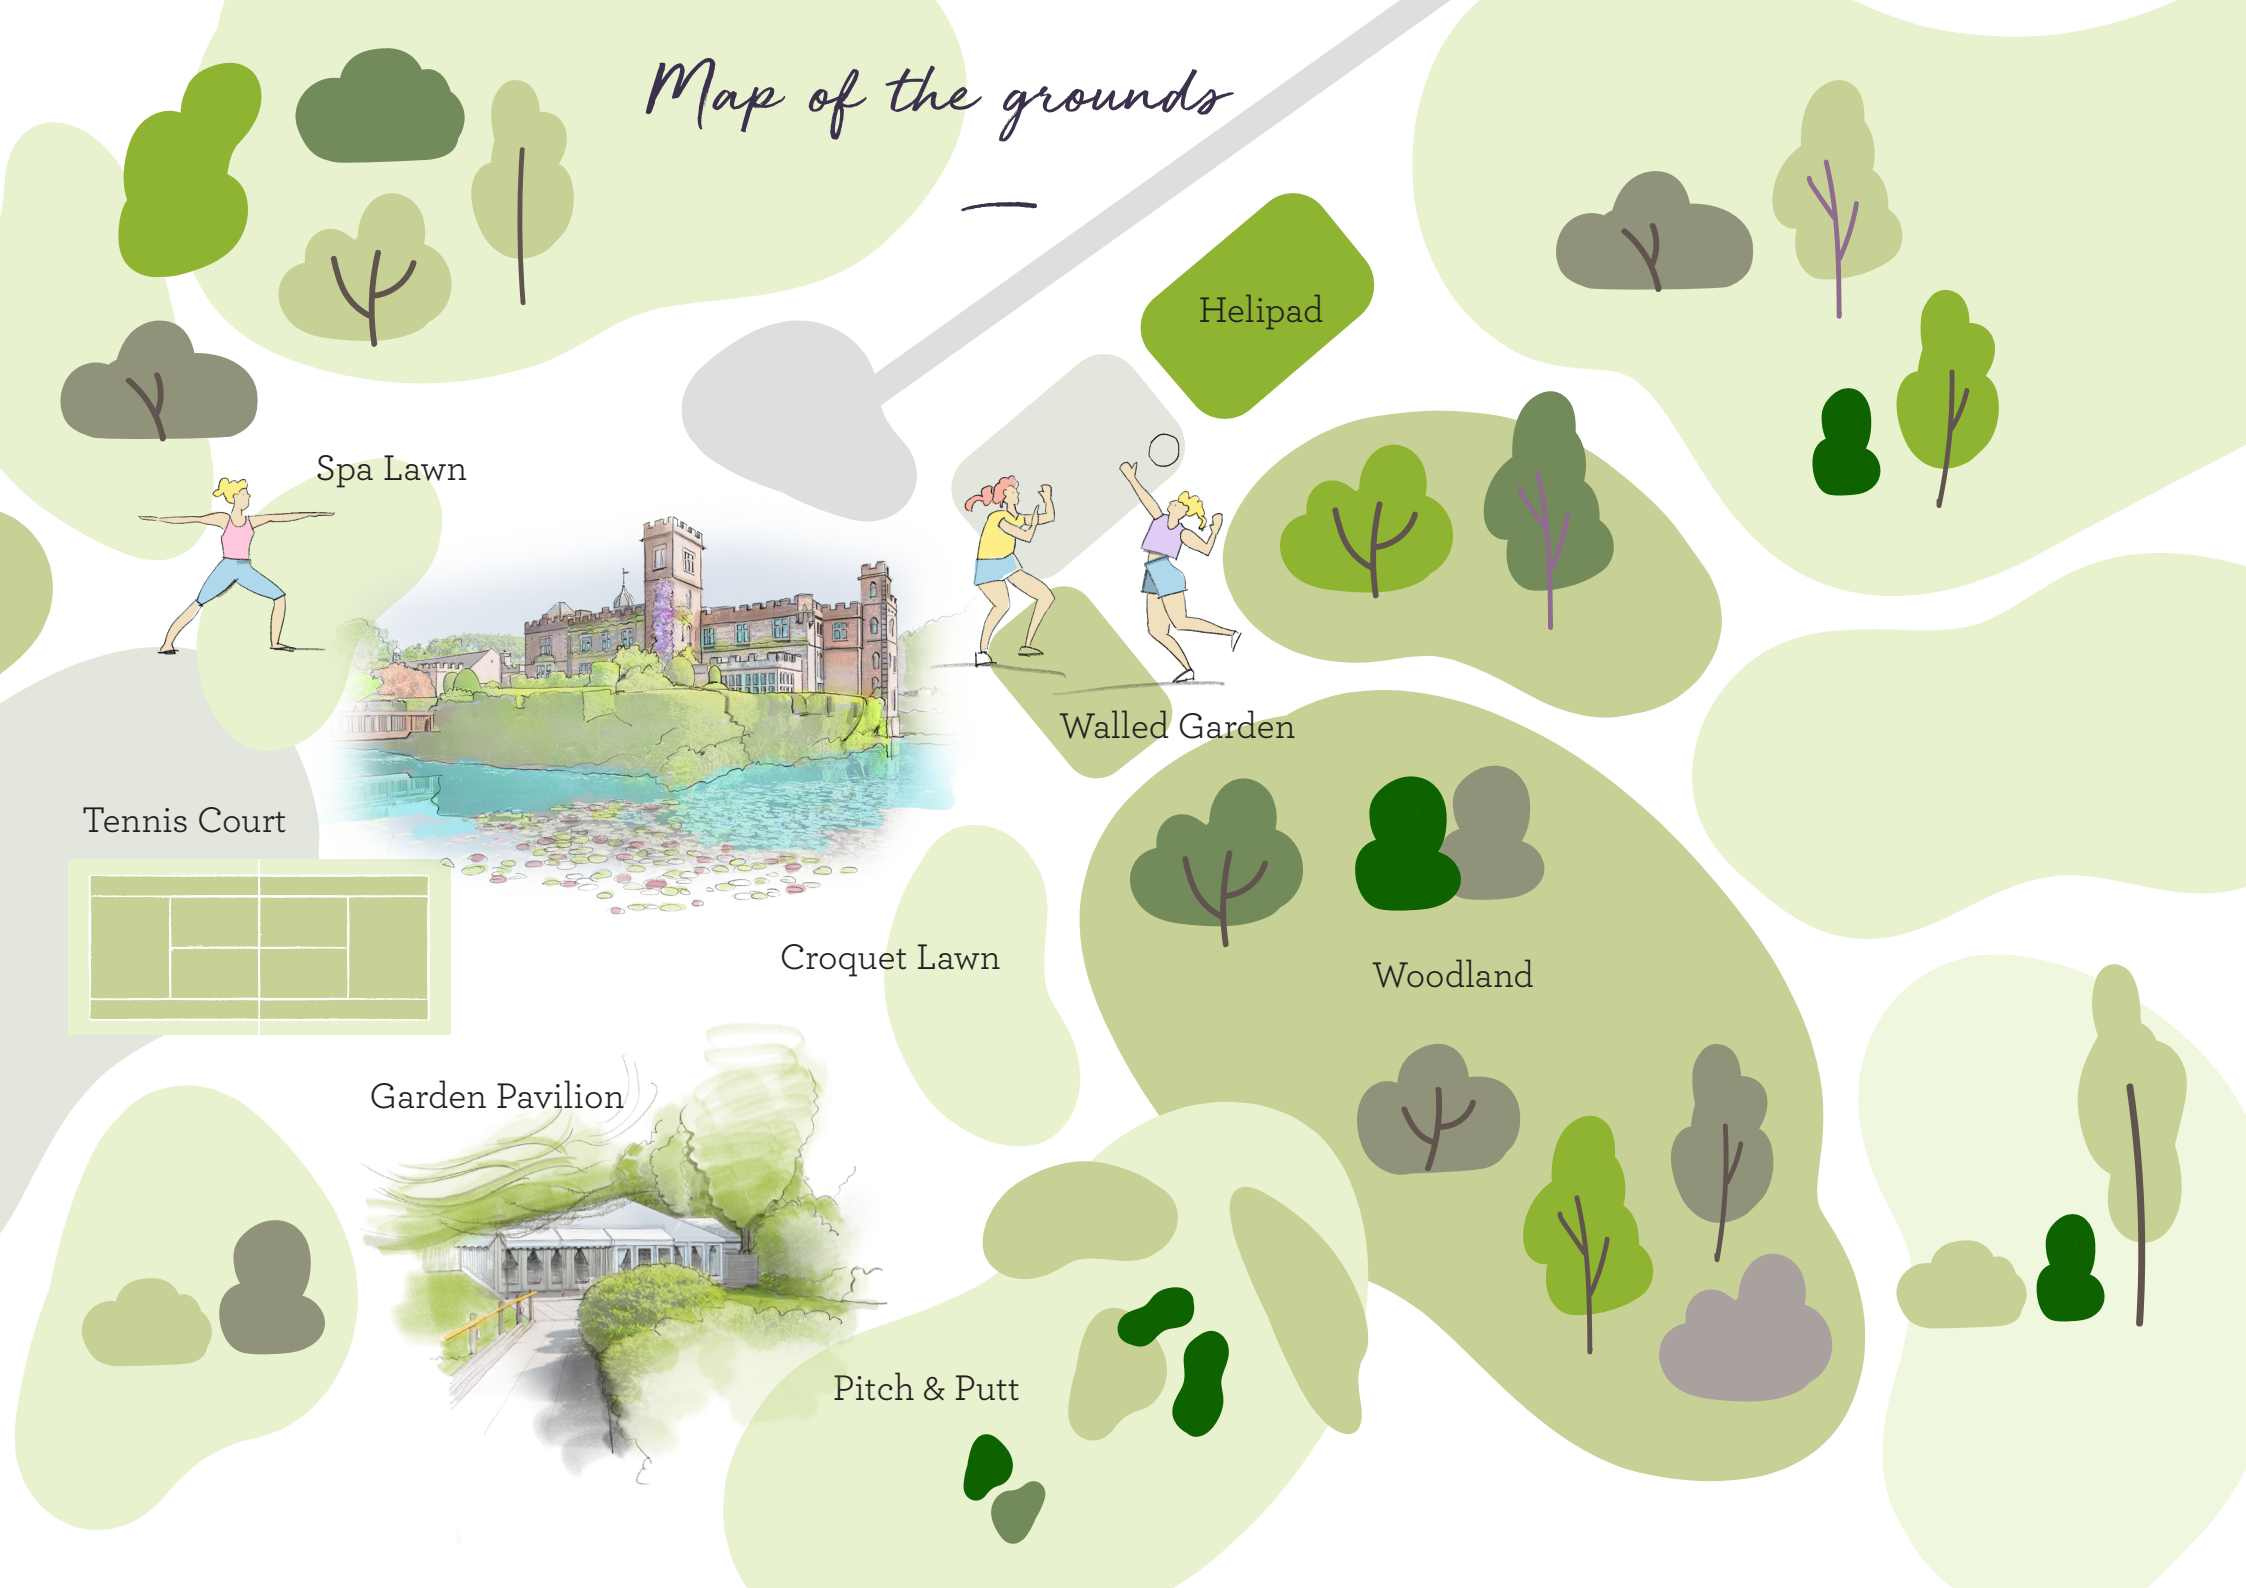 Map of the grounds
Helipad
Spa Lawn
Walled Garden
Tennis Court
Croquet Lawn
Woodland
Garden Pavilion
Pitch & Putt